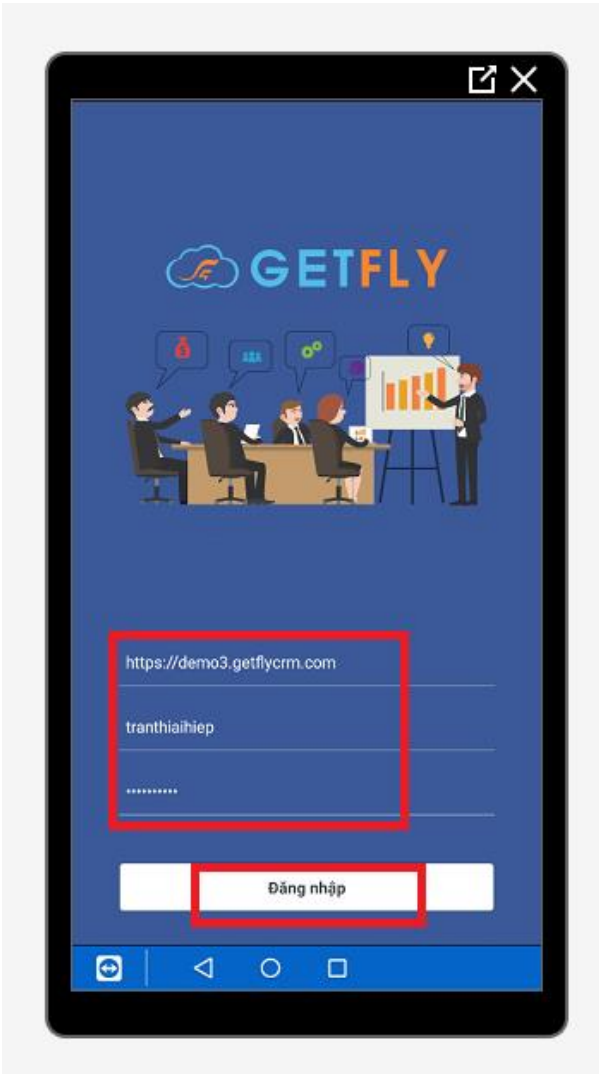 GETFLY
https://demo3.getflycrm.com
tranthiaihiep
••••••••••
Đăng nhập